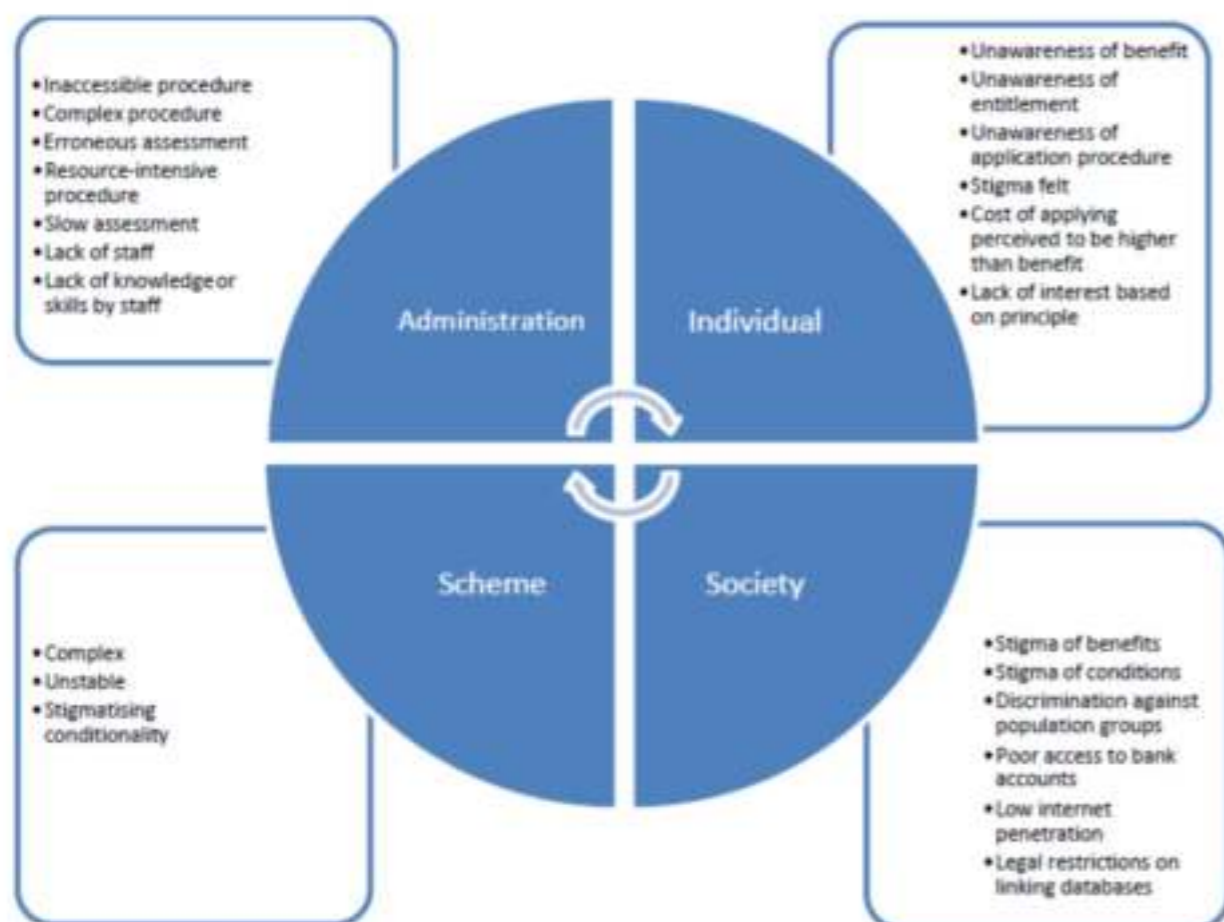 •Inaccessible procedure
•Complex procedure
•Erroneous assessment
•Resource-intensive
procedure
•Slow assessment
•Lack of staff
•Lack of knowledge or
skills by staff
•Unawareness of benefit
•Unawareness of
entitlement
•Unawareness of
application procedure
•Stigma felt
•Cost of applying
perceived to be higher
than benefit
•Lack of interest based
on principle
Administration
Individual
Scheme
Society
•Complex
•Unstable
•Stigmatising
conditionality
•Stigma of benefits
•Stigma of conditions
•Discrimination against
population groups
•Poor access to bank
accounts
•Low internet
penetration
•Legal restrictions on
linking databases